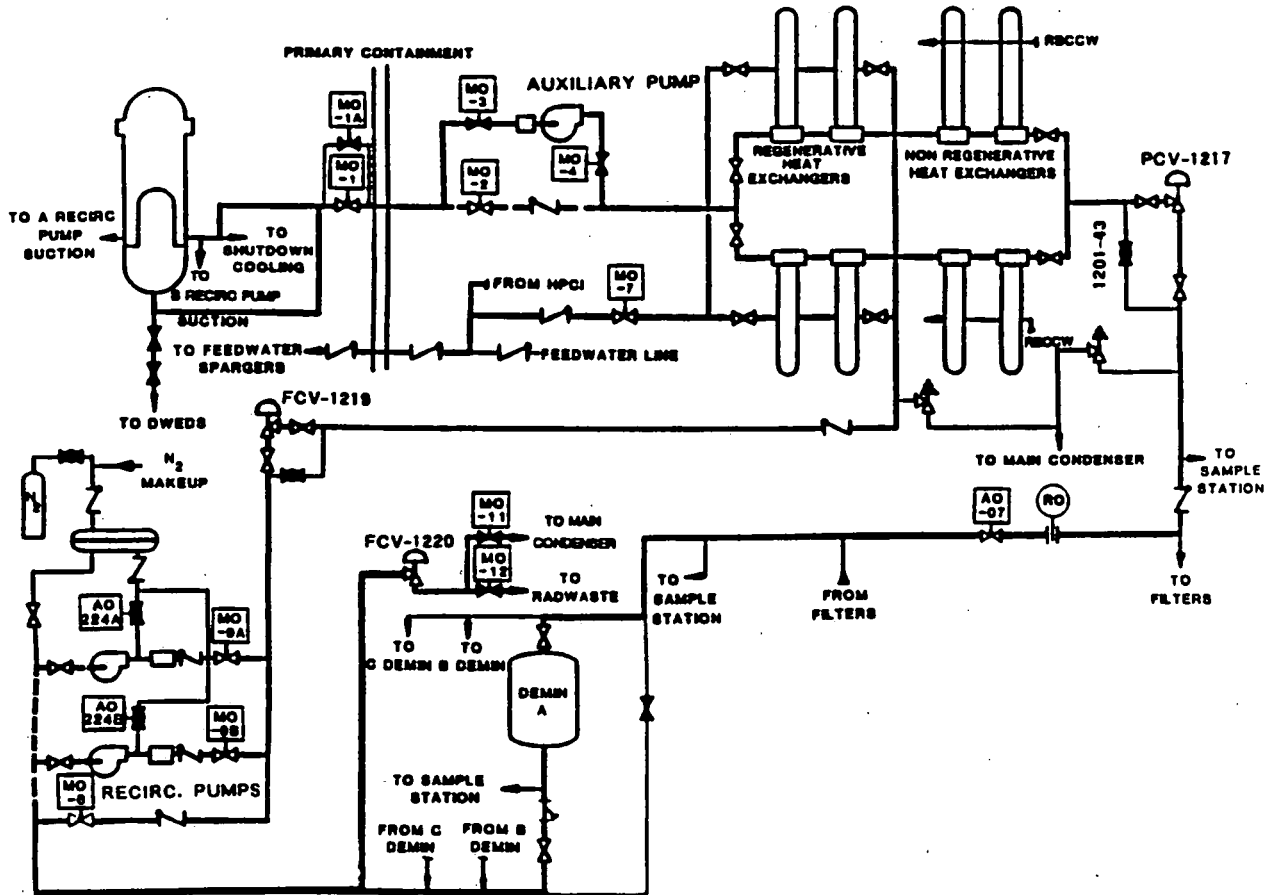 PRIMARY CONTAINMENT
MO
-1A
MO
-1
MO
-3
AUXILIARY PUMP
MO
-4
MO
-2
RBCCW
REGENERATIVE
HEAT
EXCHANGERS
NON REGENERATIVE
HEAT EXCHANGERS
PCV-1217
1201-43
TO A RECIRC
PUMP
SUCTION
TO
SHUTDOWN
COOLING
TO
B RECIRC PUMP
SUCTION
FROM HPCI
MO
-7
TO FEEDWATER
SPARGERS
FEEDWATER LINE
RBCCW
TO DWEDS
FCV-1219
TO MAIN CONDENSER
TO
SAMPLE
STATION
N2
MAKEUP
N2
MO
-11
TO MAIN
CONDENSER
FCV-1220
MO
-12
TO
RADWASTE
AO
-07
RO
TO
SAMPLE
STATION
FROM
FILTERS
TO
FILTERS
AO
224A
MO
-9A
TO
C DEMIN
TO
B DEMIN
DEMIN
A
AO
224B
MO
-9B
MO
-8
RECIRC. PUMPS
TO SAMPLE
STATION
FROM C
DEMIN
FROM B
DEMIN